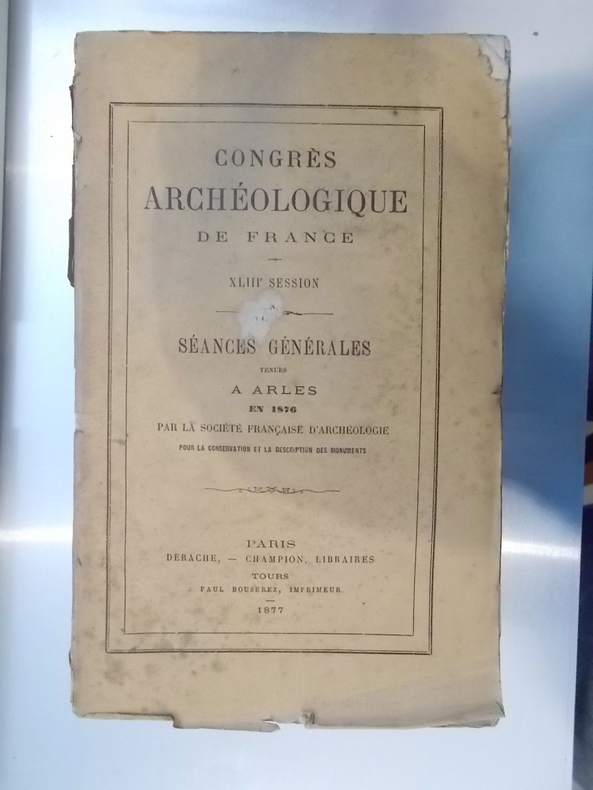 CONGRÈS
ARCHÉOLOGIQUE
DE FRANCE
XLIIIᵉ SESSION
SÉANCES GÉNÉRALES
TENUES
A ARLES
EN 1876
PAR LA SOCIÉTÉ FRANÇAISE D'ARCHÉOLOGIE
POUR LA CONSERVATION ET LA DESCRIPTION DES MONUMENTS
PARIS
DERACHE, — CHAMPION, LIBRAIRES
TOURS
PAUL BOUSEREZ, IMPRIMEUR
1877